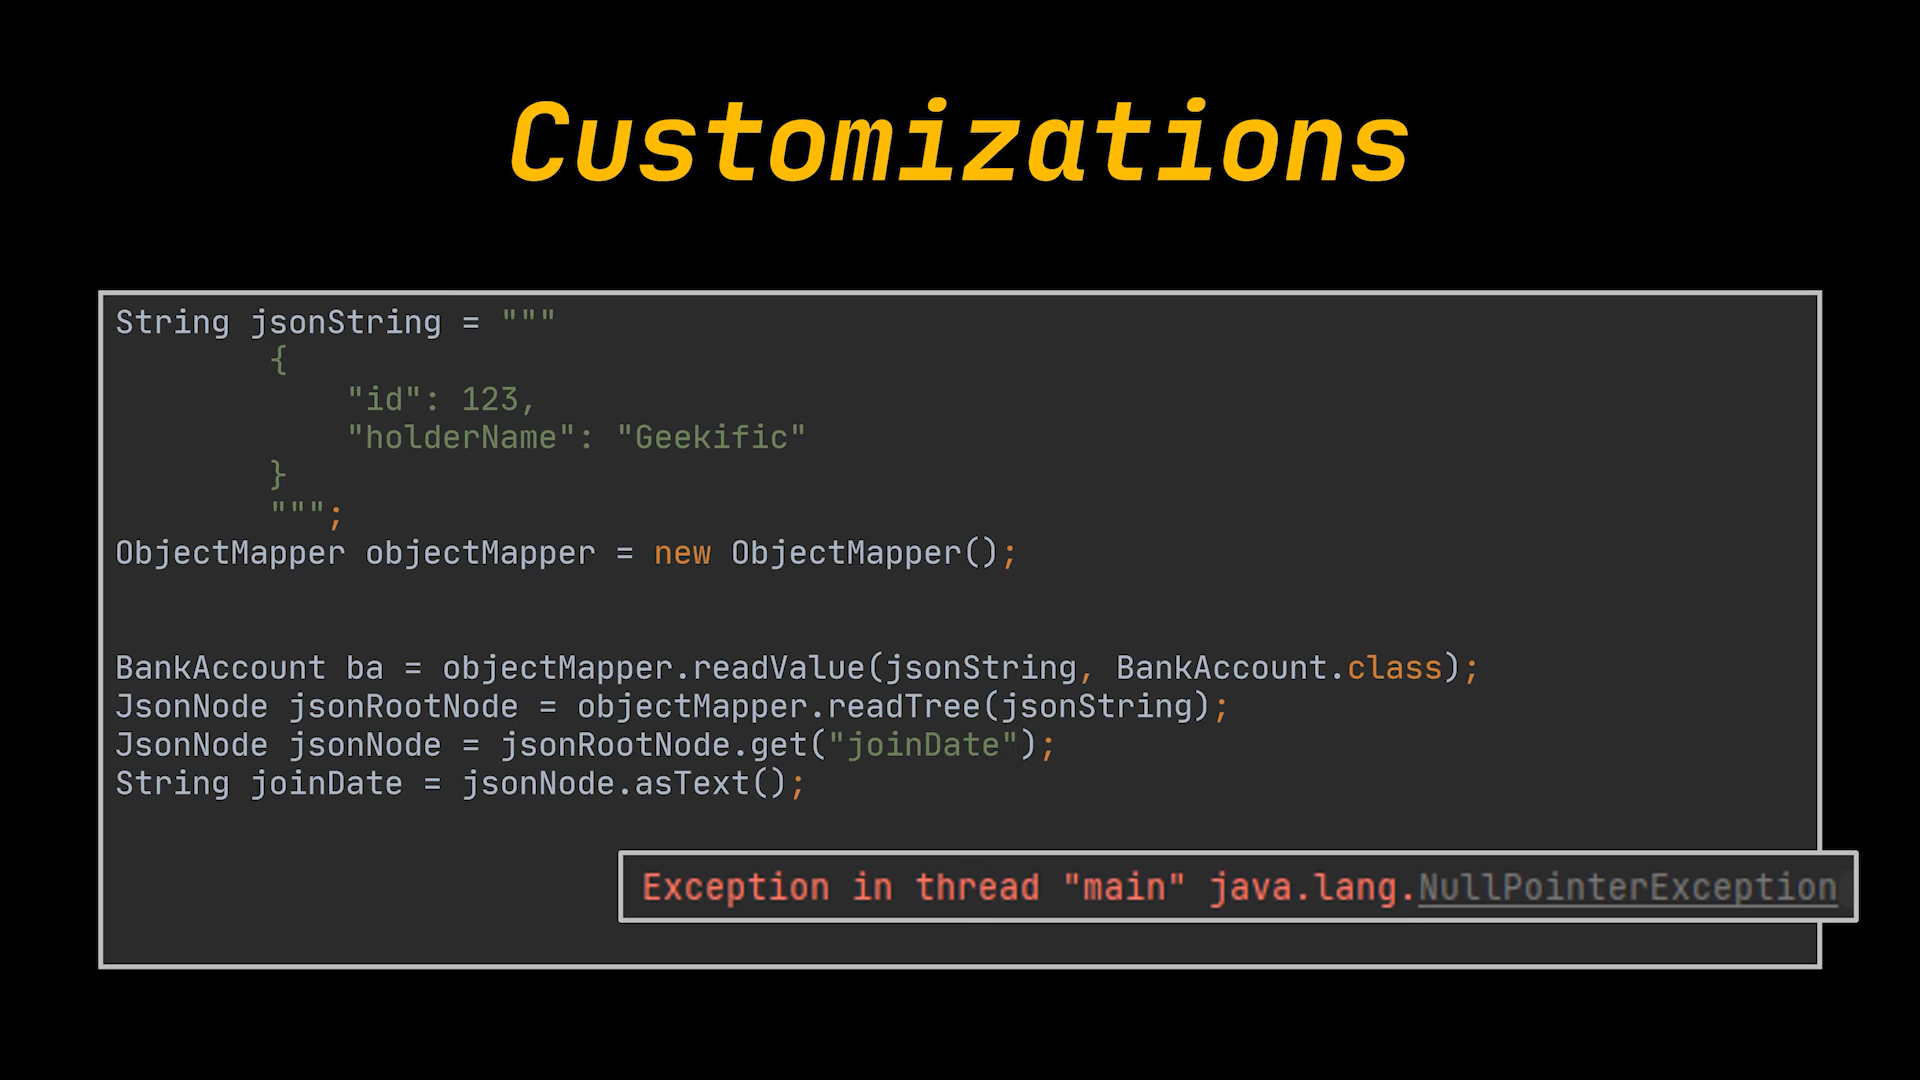 Customizations
String jsonString = """
{
"id": 123,
"holderName": "Geekific"
}
""";
ObjectMapper objectMapper = new ObjectMapper();
BankAccount ba = objectMapper.readValue(jsonString, BankAccount.class);
JsonNode jsonRootNode = objectMapper.readTree(jsonString);
JsonNode jsonNode = jsonRootNode.get("joinDate");
String joinDate = jsonNode.asText();
Exception in thread "main" java.lang.NullPointerException